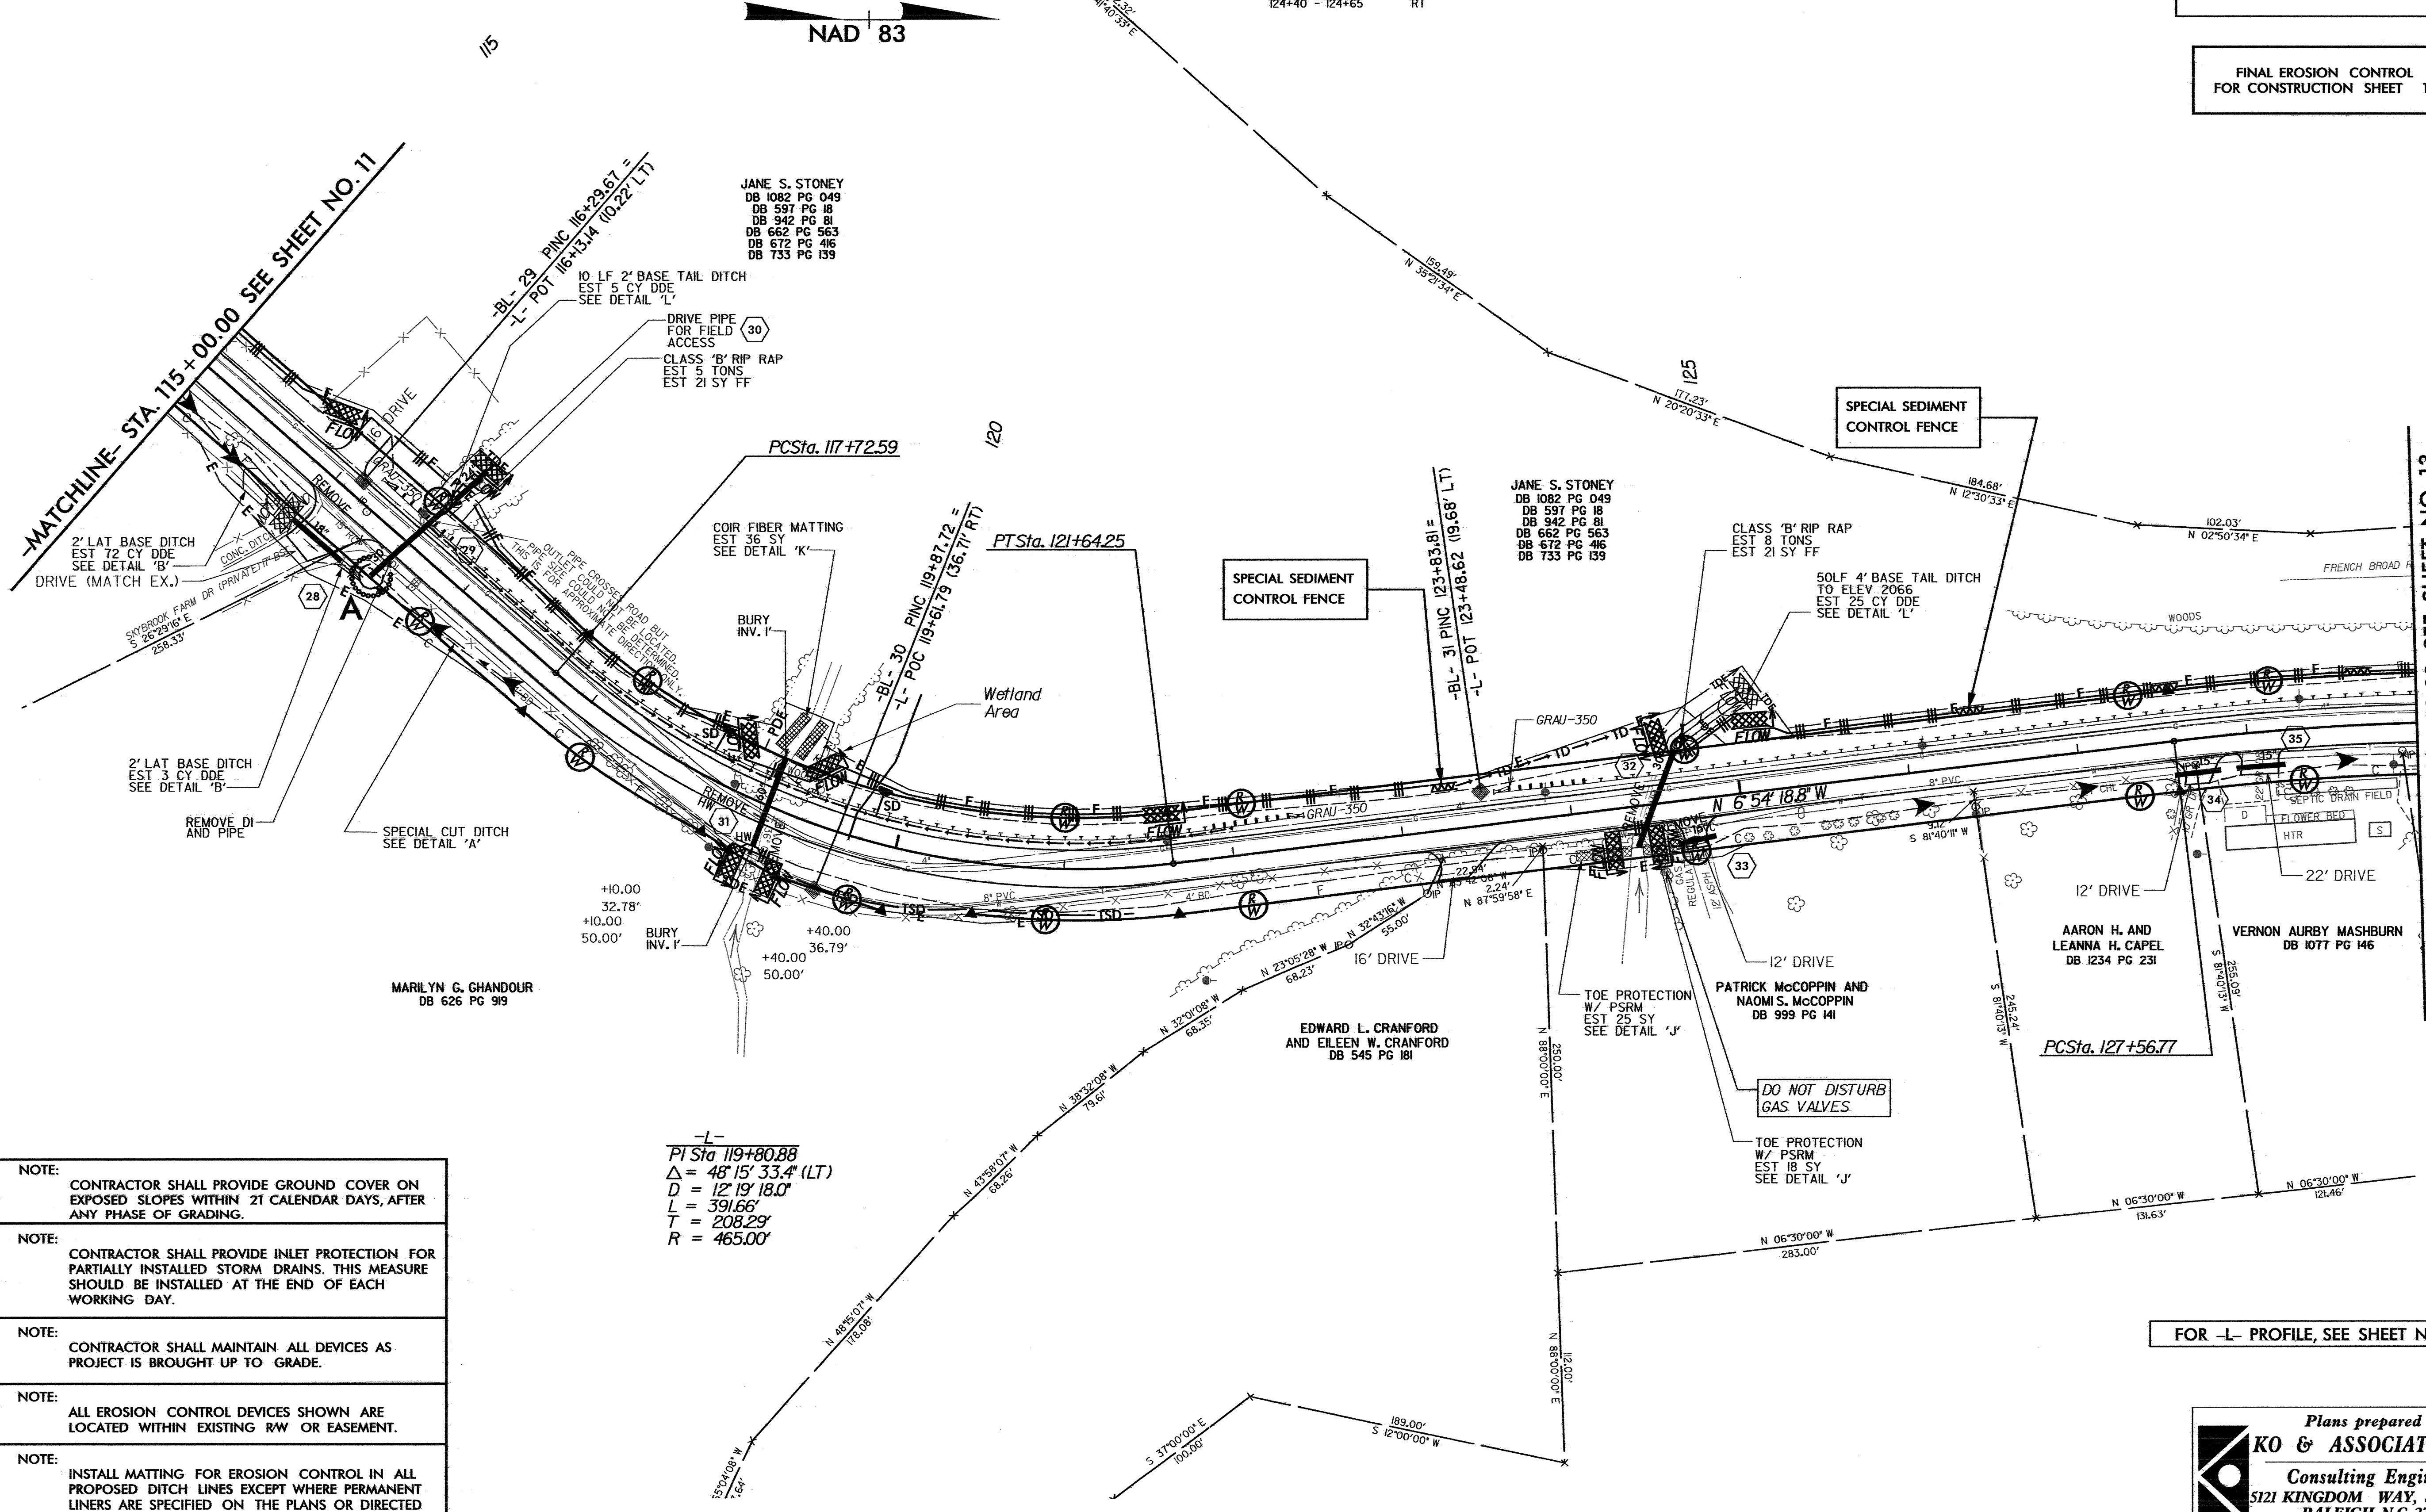 NAD 83
124+40 - 124+65 RT
FINAL EROSION CONTROL
FOR CONSTRUCTION SHEET
115
-MATCHLINE- STA. 115+00.00 SEE SHEET NO. 11
-BL- 29 PINC 116+29.67 =
-L- POT 116+13.14 (10.22' LT)
JANE S. STONEY
DB 1082 PG 049
DB 597 PG 18
DB 942 PG 81
DB 662 PG 563
DB 672 PG 416
DB 733 PG 139
10 LF 2' BASE TAIL DITCH
EST 5 CY DDE
SEE DETAIL 'L'
DRIVE PIPE
FOR FIELD
ACCESS
30
CLASS 'B' RIP RAP
EST 5 TONS
EST 21 SY FF
DRIVE
FLOW
REMOVE
GRAU-350
18"
CONC. DITCH
2' LAT BASE DITCH
EST 72 CY DDE
SEE DETAIL 'B'
DRIVE (MATCH EX.)
SKYBROOK FARM DR (PRIVATE)
S 26°29'16" E
258.33'
28
A
29
PIPE CROSSES ROAD BUT
OUTLET COULD NOT BE LOCATED.
PIPE SIZE COULD NOT BE DETERMINED.
THIS IS FOR APPROXIMATE DIRECTION ONLY.
PCSta. 117+72.59
120
COIR FIBER MATTING
EST 36 SY
SEE DETAIL 'K'
BURY
INV. 1'
-BL- 30 PINC 119+87.72 =
-L- POC 119+61.79 (36.71' RT)
PTSta. 121+64.25
Wetland
Area
2' LAT BASE DITCH
EST 3 CY DDE
SEE DETAIL 'B'
REMOVE DI
AND PIPE
SPECIAL CUT DITCH
SEE DETAIL 'A'
PDE
SD
FLOW
FLOW
SD
REMOVE
HW
31
HW
REMOVE
FLOW
FLOW
TSD
TSD
8" PVC
4' BD
+10.00
32.78'
+10.00
50.00'
BURY
INV. 1'
+40.00
36.79'
+40.00
50.00'
MARILYN G. GHANDOUR
DB 626 PG 919
-L-
PI Sta 119+80.88
Δ = 48° 15' 33.4" (LT)
D = 12° 19' 18.0"
L = 391.66'
T = 208.29'
R = 465.00'
159.49'
N 35°21'34" E
177.23'
N 20°20'33" E
125
184.68'
N 12°30'33" E
102.03'
N 02°50'34" E
SPECIAL SEDIMENT
CONTROL FENCE
SPECIAL SEDIMENT
CONTROL FENCE
-BL- 31 PINC 123+83.81 =
-L- POT 123+48.62 (19.68' LT)
JANE S. STONEY
DB 1082 PG 049
DB 597 PG 18
DB 942 PG 81
DB 662 PG 563
DB 672 PG 416
DB 733 PG 139
CLASS 'B' RIP RAP
EST 8 TONS
EST 21 SY FF
50LF 4' BASE TAIL DITCH
TO ELEV 2066
EST 25 CY DDE
SEE DETAIL 'L'
FRENCH BROAD
WOODS
GRAU-350
GRAU-350
FLOW
TD
TD
TDE
TDE
FLOW
32
REMOVE
N 6° 54' 18.8" W
8" PVC
35
34
33
SEPTIC DRAIN FIELD
FLOWER BED
D
HTR
S
9.12'
S 81°40'11" W
22.94'
2.24'
N 87°59'58" E
N 32°43'16" W
55.00'
N 23°05'28" W
68.23'
N 32°01'08" W
68.35'
N 38°32'08" W
79.61'
N 43°58'07" W
68.26'
N 48°15'07" W
178.08'
16' DRIVE
12' DRIVE
12' DRIVE
22' DRIVE
TOE PROTECTION
W/ PSRM
EST 25 SY
SEE DETAIL 'J'
PATRICK McCOPPIN AND
NAOMI S. McCOPPIN
DB 999 PG 141
EDWARD L. CRANFORD
AND EILEEN W. CRANFORD
DB 545 PG 181
AARON H. AND
LEANNA H. CAPEL
DB 1234 PG 231
VERNON AURBY MASHBURN
DB 1077 PG 146
PCSta. 127+56.77
250.00'
N 88°00'00" E
245.24'
S 81°40'13" W
255.09'
S 81°40'13" W
DO NOT DISTURB
GAS VALVES
TOE PROTECTION
W/ PSRM
EST 18 SY
SEE DETAIL 'J'
N 06°30'00" W
283.00'
N 06°30'00" W
131.63'
N 06°30'00" W
121.46'
112.00'
N 88°00'00" E
189.00'
S 12°00'00" W
S 37°00'00" E
100.00'
NOTE:
CONTRACTOR SHALL PROVIDE GROUND COVER ON
EXPOSED SLOPES WITHIN 21 CALENDAR DAYS, AFTER
ANY PHASE OF GRADING.
NOTE:
CONTRACTOR SHALL PROVIDE INLET PROTECTION FOR
PARTIALLY INSTALLED STORM DRAINS. THIS MEASURE
SHOULD BE INSTALLED AT THE END OF EACH
WORKING DAY.
NOTE:
CONTRACTOR SHALL MAINTAIN ALL DEVICES AS
PROJECT IS BROUGHT UP TO GRADE.
NOTE:
ALL EROSION CONTROL DEVICES SHOWN ARE
LOCATED WITHIN EXISTING R/W OR EASEMENT.
NOTE:
INSTALL MATTING FOR EROSION CONTROL IN ALL
PROPOSED DITCH LINES EXCEPT WHERE PERMANENT
LINERS ARE SPECIFIED ON THE PLANS OR DIRECTED
FOR -L- PROFILE, SEE SHEET
Plans prepared
KO & ASSOCIAT
Consulting Engi
5121 KINGDOM WAY,